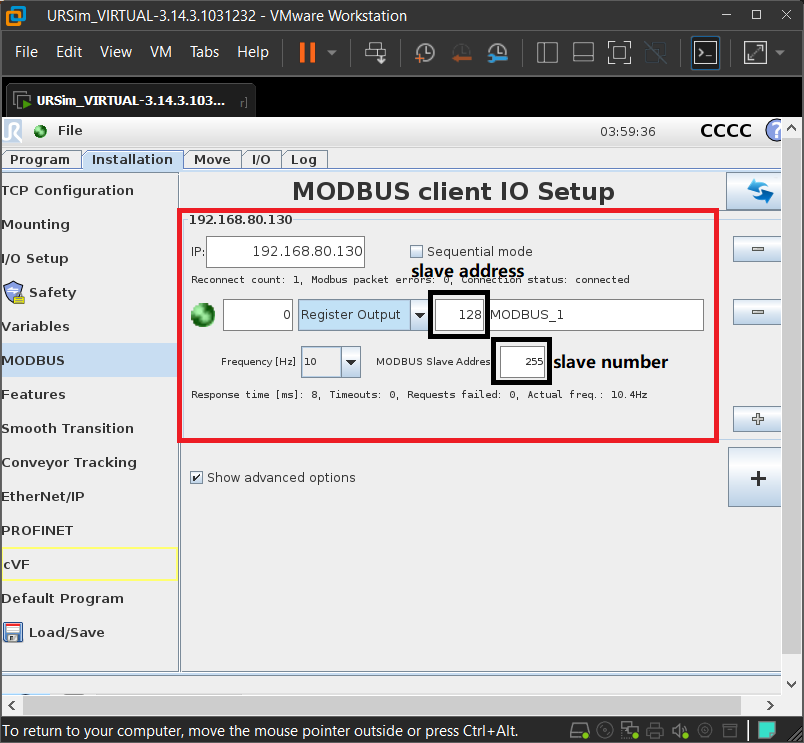 URSim_VIRTUAL-3.14.3.1031232 - VMware Workstation
File Edit View VM Tabs Help
URSim_VIRTUAL-3.14.3.103...
File 03:59:36 CCCC ?
Program Installation Move I/O Log
TCP Configuration
Mounting
I/O Setup
Safety
Variables
MODBUS
Features
Smooth Transition
Conveyor Tracking
EtherNet/IP
PROFINET
cVF
Default Program
Load/Save
MODBUS client IO Setup
192.168.80.130
IP: 192.168.80.130 Sequential mode
slave address
Reconnect count: 1, Modbus packet errors: 0, Connection status: connected
0 Register Output 128 MODBUS_1
Frequency [Hz] 10 MODBUS Slave Addres 255 slave number
Response time [ms]: 8, Timeouts: 0, Requests failed: 0, Actual freq.: 10.4Hz
Show advanced options
To return to your computer, move the mouse pointer outside or press Ctrl+Alt.